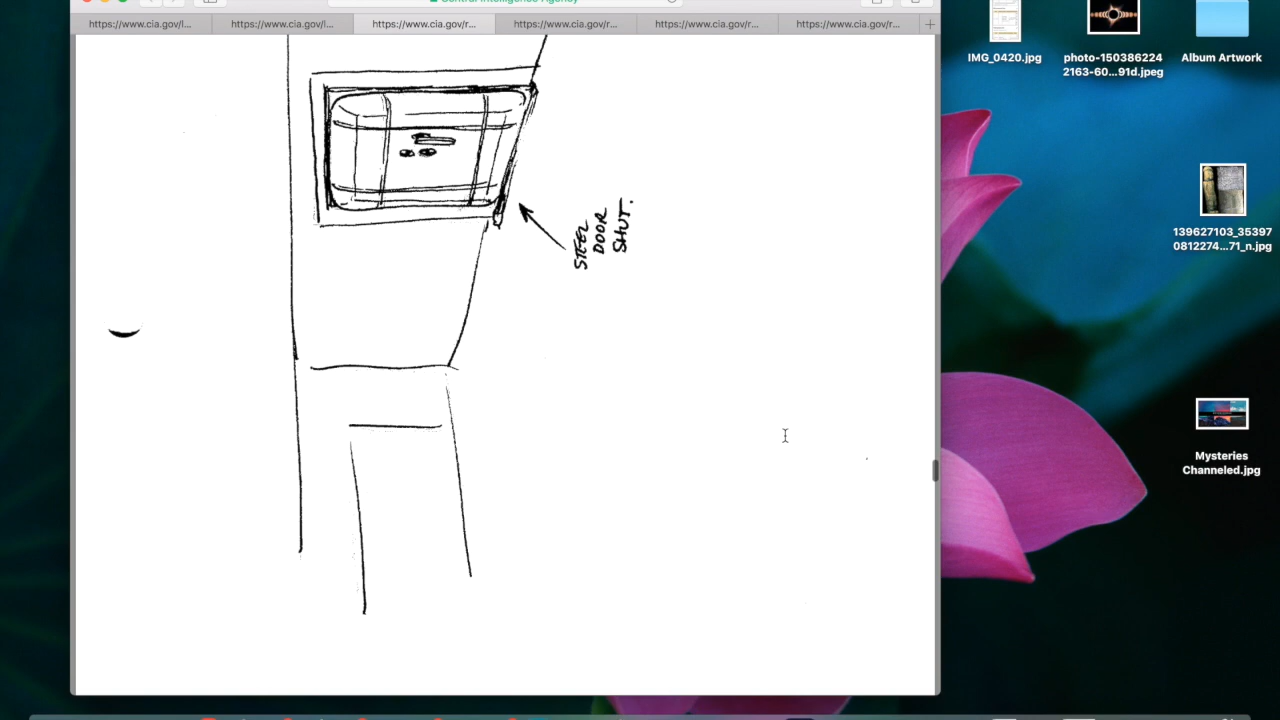 Central Intelligence Agency
https://www.cia.gov/l...
https://www.cia.gov/l...
https://www.cia.gov/r...
https://www.cia.gov/r...
https://www.cia.gov/r...
https://www.cia.gov/r...
STEEL
DOOR
SHUT.
IMG_0420.jpg
photo-150386224
2163-60...91d.jpeg
Album Artwork
139627103_35397
0812274...71_n.jpg
Mysteries
Channeled.jpg